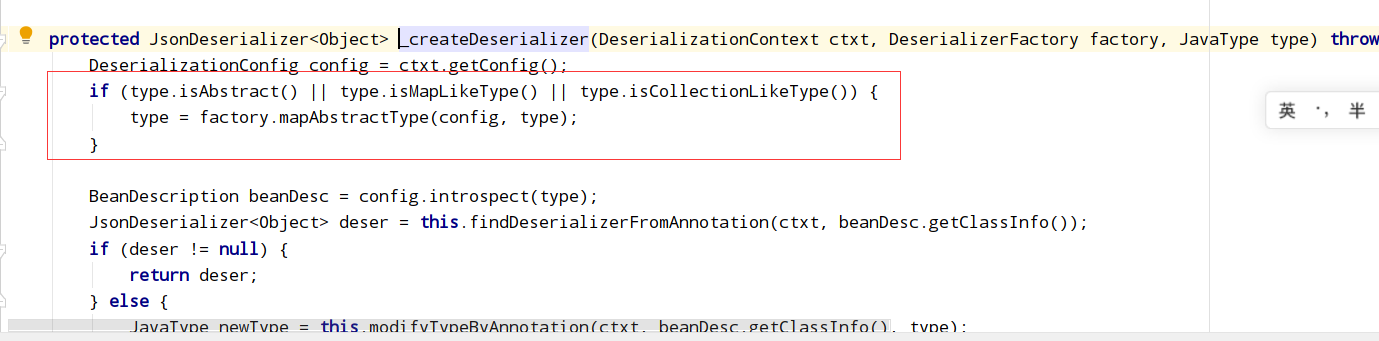 protected JsonDeserializer<Object> _createDeserializer(DeserializationContext ctxt, DeserializerFactory factory, JavaType type) throw
DeserializationConfig config = ctxt.getConfig();
if (type.isAbstract() || type.isMapLikeType() || type.isCollectionLikeType()) {
type = factory.mapAbstractType(config, type);
}
英 ·, 半
BeanDescription beanDesc = config.introspect(type);
JsonDeserializer<Object> deser = this.findDeserializerFromAnnotation(ctxt, beanDesc.getClassInfo());
if (deser != null) {
return deser;
} else {
JavaType newType = this.modifyTypeByAnnotation(ctxt, beanDesc.getClassInfo(), type);